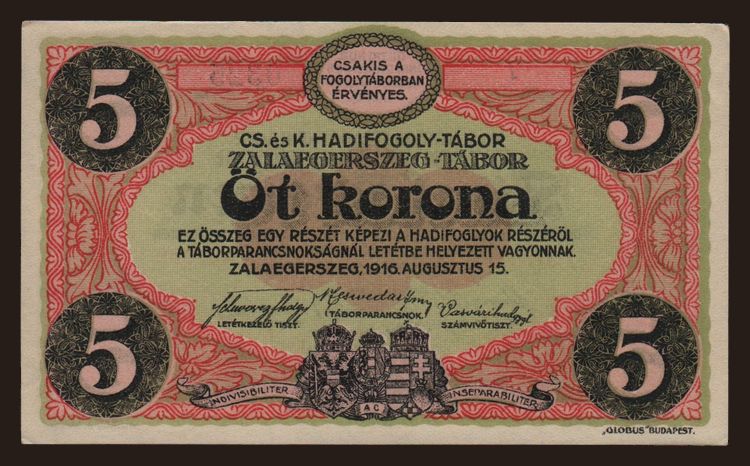 5
CSAKIS A
FOGOLYTÁBORBAN
ÉRVÉNYES.
5
CS. és K. HADIFOGOLY-TÁBOR
ZALAEGERSZEG-TÁBOR
Öt korona
EZ ÖSSZEG EGY RÉSZÉT KÉPEZI A HADIFOGLYOK RÉSZÉRŐL
A TÁBORPARANCSNOKSÁGNÁL LETÉTBE HELYEZETT VAGYONNAK.
ZALAEGERSZEG, 1916. AUGUSZTUS 15.
LETÉTKEZELŐ TISZT.
TÁBORPARANCSNOK.
SZÁMVIVŐTISZT.
5
5
INDIVISIBILITER
AC
INSEPARABILITER
„GLOBUS" BUDAPEST.